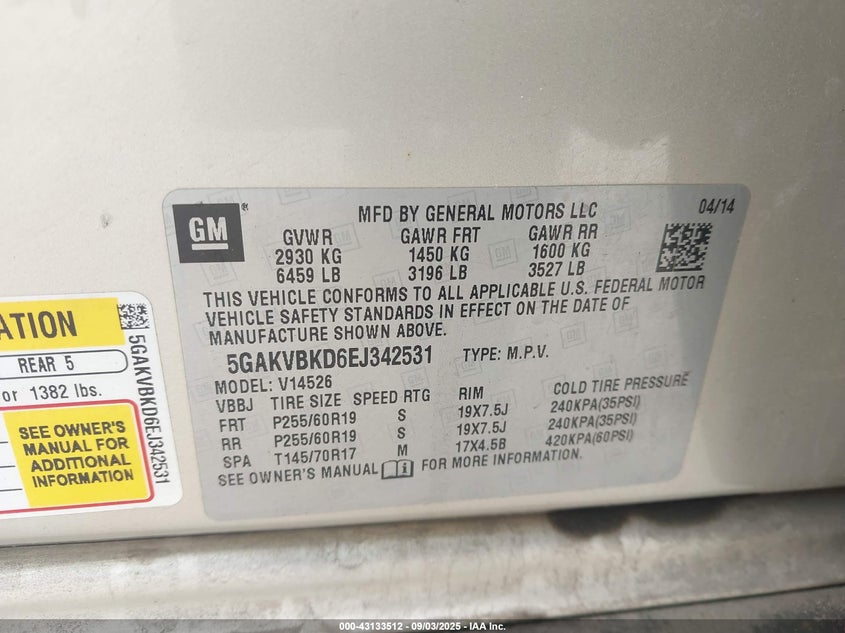 GM
MFD BY GENERAL MOTORS LLC
04/14
GVWR GAWR FRT GAWR RR
2930 KG 1450 KG 1600 KG
6459 LB 3196 LB 3527 LB
THIS VEHICLE CONFORMS TO ALL APPLICABLE U.S. FEDERAL MOTOR
VEHICLE SAFETY STANDARDS IN EFFECT ON THE DATE OF
MANUFACTURE SHOWN ABOVE.
5GAKVBKD6EJ342531 TYPE: M.P.V.
MODEL: V14526
VBBJ TIRE SIZE SPEED RTG RIM COLD TIRE PRESSURE
FRT P255/60R19 S 19X7.5J 240KPA(35PSI)
RR P255/60R19 S 19X7.5J 240KPA(35PSI)
SPA T145/70R17 M 17X4.5B 420KPA(60PSI)
SEE OWNER'S MANUAL FOR MORE INFORMATION.
ATION
REAR 5
or 1382 lbs.
SEE OWNER'S
MANUAL FOR
ADDITIONAL
INFORMATION
5GAKVBKD6EJ342531
000-43133512 - 09/03/2025 - IAA Inc.